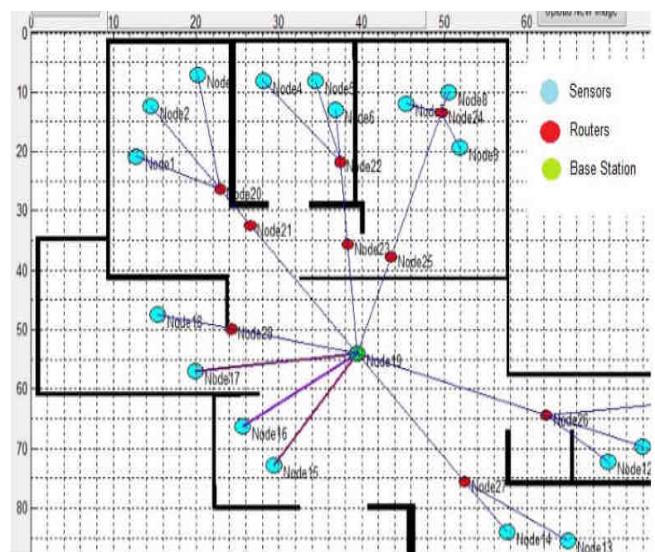 0 10 20 30 40 50 60
Upload New Image
10
20
30
40
50
60
70
80
Node
Node4
Node5
Node8
Node2
Node6
Node24
Node1
Node22
Node9
Node20
Node21
Node23
Node25
Node18
Node28
Node19
Node17
Node26
Node16
Node12
Node15
Node27
Node14
Node13
Sensors
Routers
Base Station